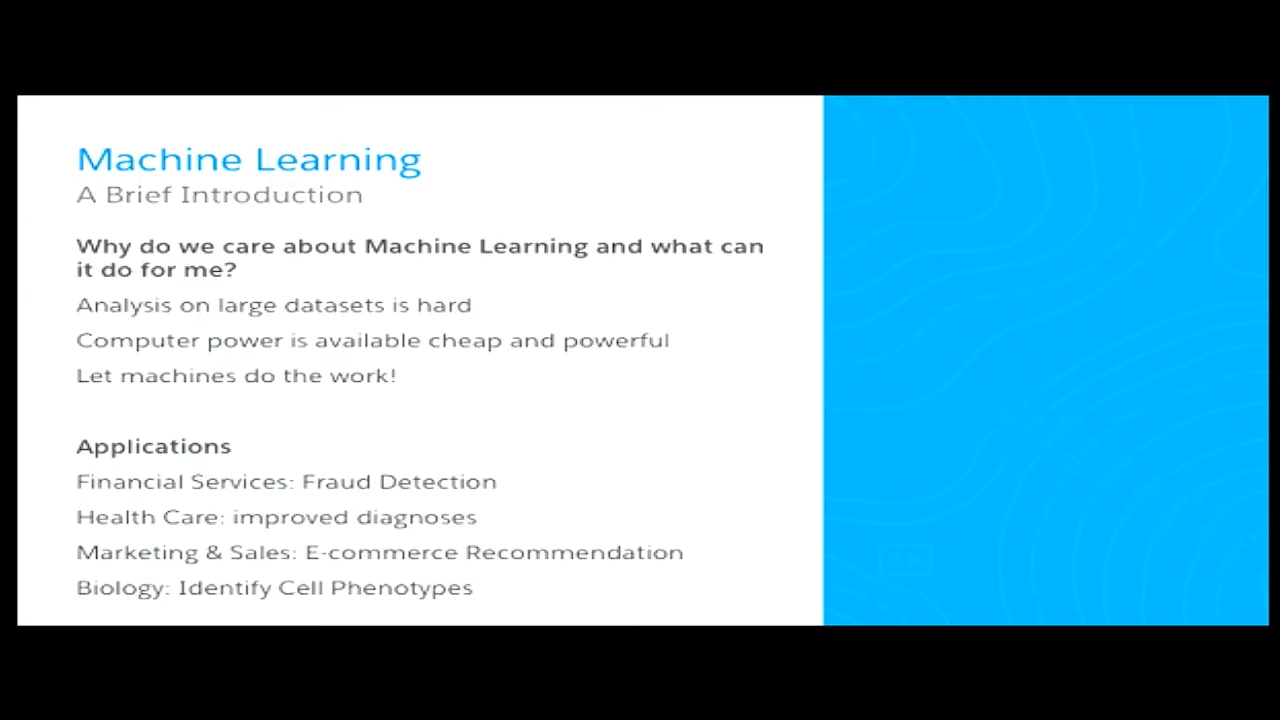 Machine Learning
A Brief Introduction
Why do we care about Machine Learning and what can
it do for me?
Analysis on large datasets is hard
Computer power is available cheap and powerful
Let machines do the work!
Applications
Financial Services: Fraud Detection
Health Care: improved diagnoses
Marketing & Sales: E-commerce Recommendation
Biology: Identify Cell Phenotypes